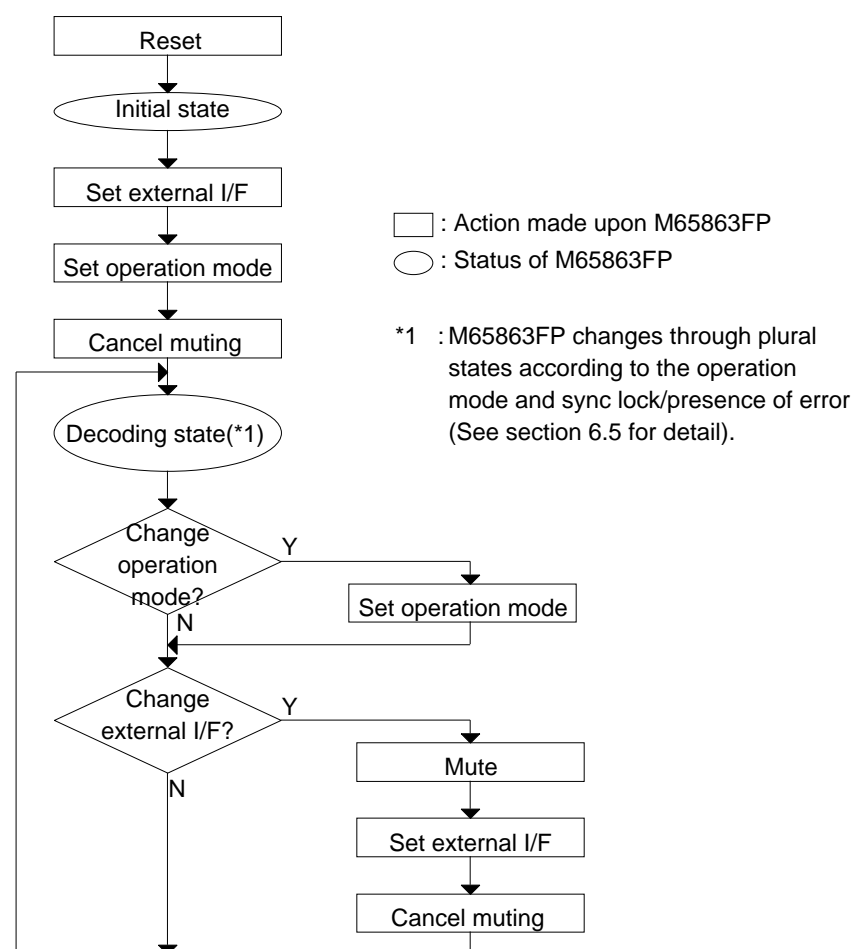 Reset
Initial state
Set external I/F
Set operation mode
Cancel muting
Decoding state(*1)
: Action made upon M65863FP
: Status of M65863FP
*1 : M65863FP changes through plural
states according to the operation
mode and sync lock/presence of error
(See section 6.5 for detail).
Change
operation
mode?
Y
N
Set operation mode
Change
external I/F?
Y
N
Mute
Set external I/F
Cancel muting